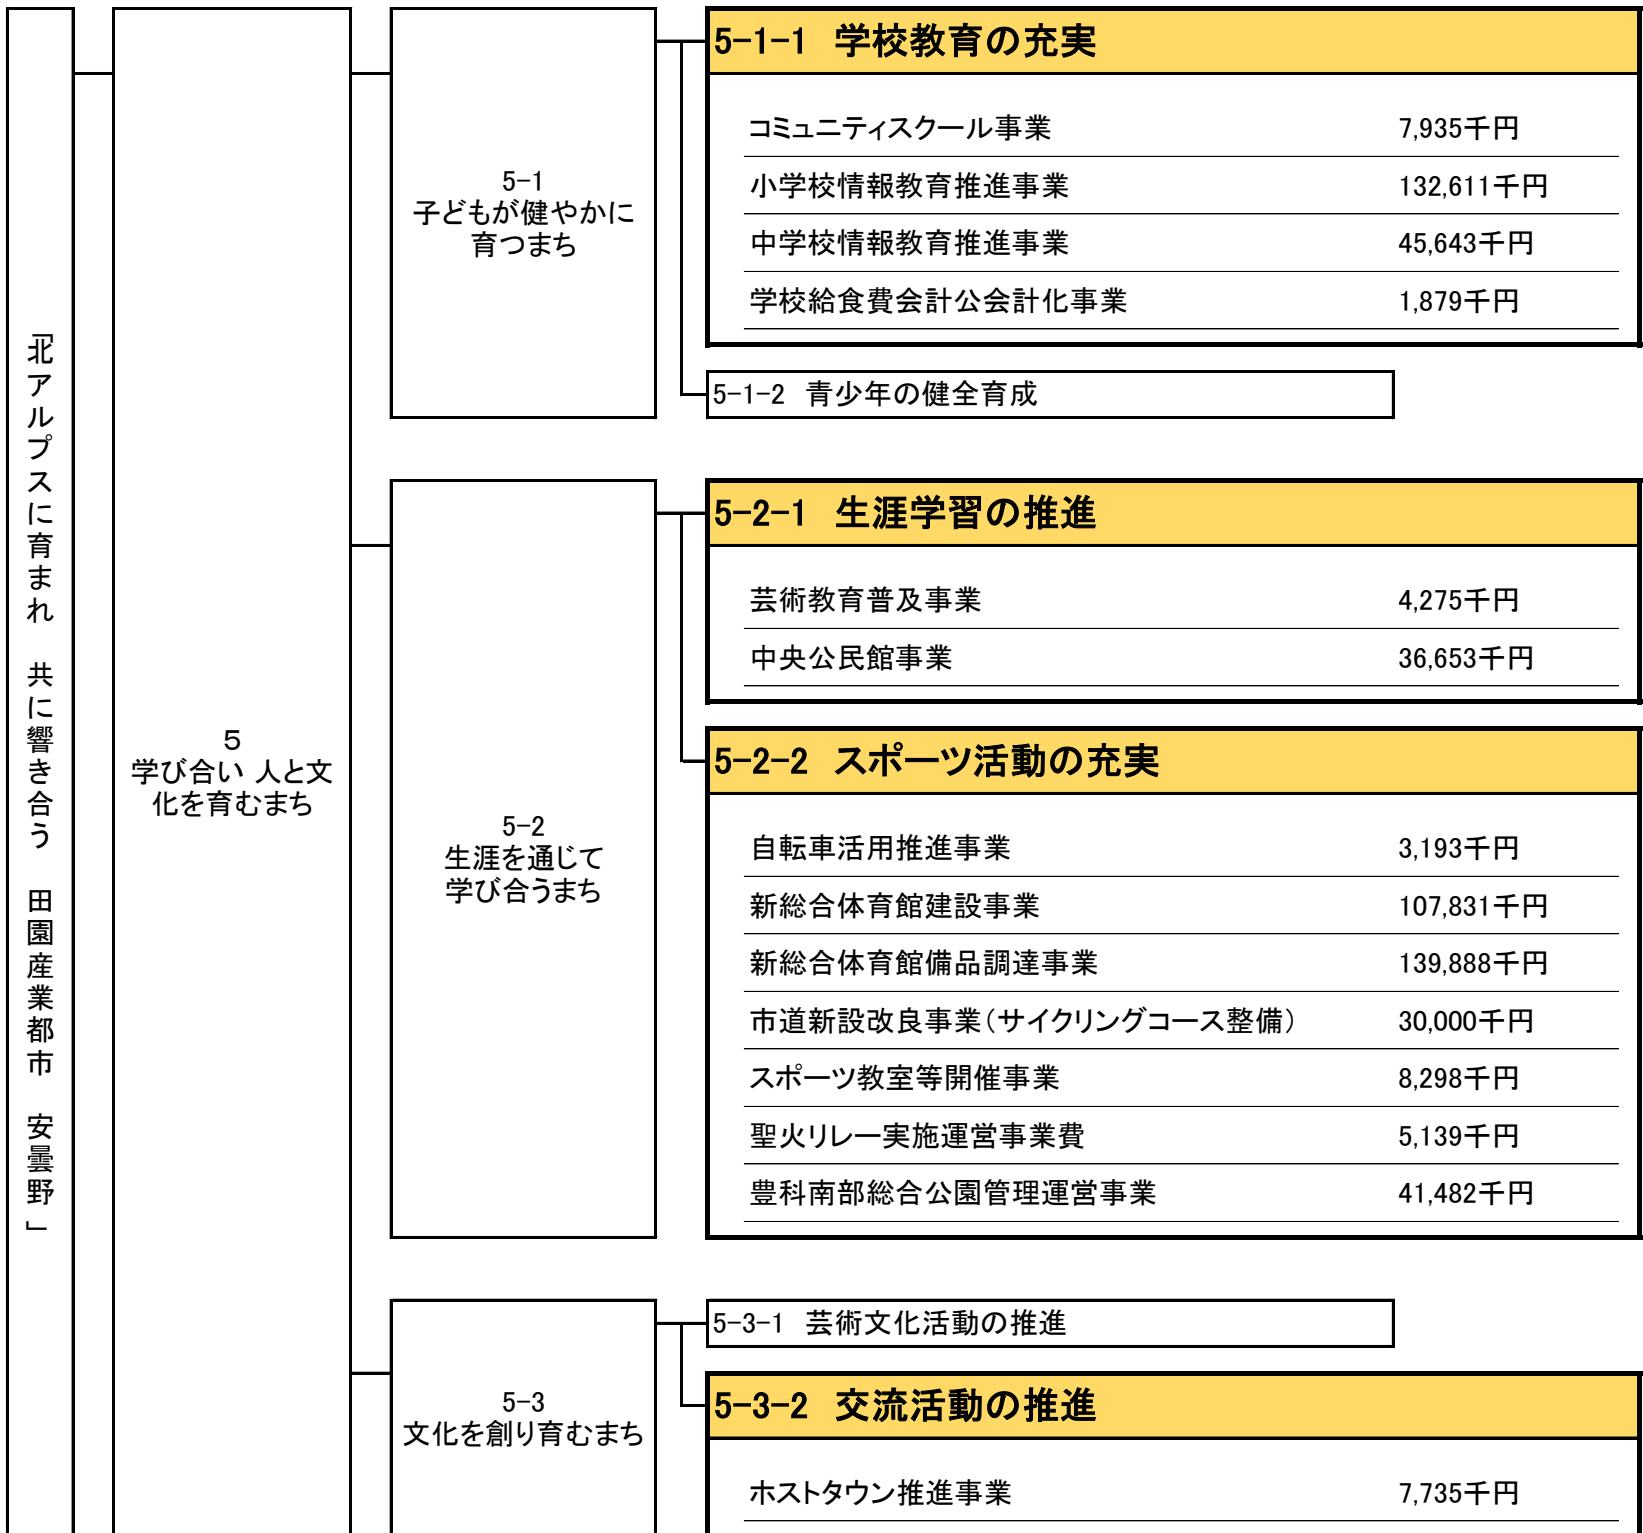 「北アルプスに育まれ　共に響き合う　田園産業都市　安曇野」
5
学び合い 人と文
化を育むまち
5-1
子どもが健やかに
育つまち
5-1-1　学校教育の充実
コミュニティスクール事業　7,935千円
小学校情報教育推進事業　132,611千円
中学校情報教育推進事業　45,643千円
学校給食費会計公会計化事業　1,879千円
5-1-2　青少年の健全育成
5-2
生涯を通じて
学び合うまち
5-2-1　生涯学習の推進
芸術教育普及事業　4,275千円
中央公民館事業　36,653千円
5-2-2　スポーツ活動の充実
自転車活用推進事業　3,193千円
新総合体育館建設事業　107,831千円
新総合体育館備品調達事業　139,888千円
市道新設改良事業（サイクリングコース整備）　30,000千円
スポーツ教室等開催事業　8,298千円
聖火リレー実施運営事業費　5,139千円
豊科南部総合公園管理運営事業　41,482千円
5-3
文化を創り育むまち
5-3-1　芸術文化活動の推進
5-3-2　交流活動の推進
ホストタウン推進事業　7,735千円